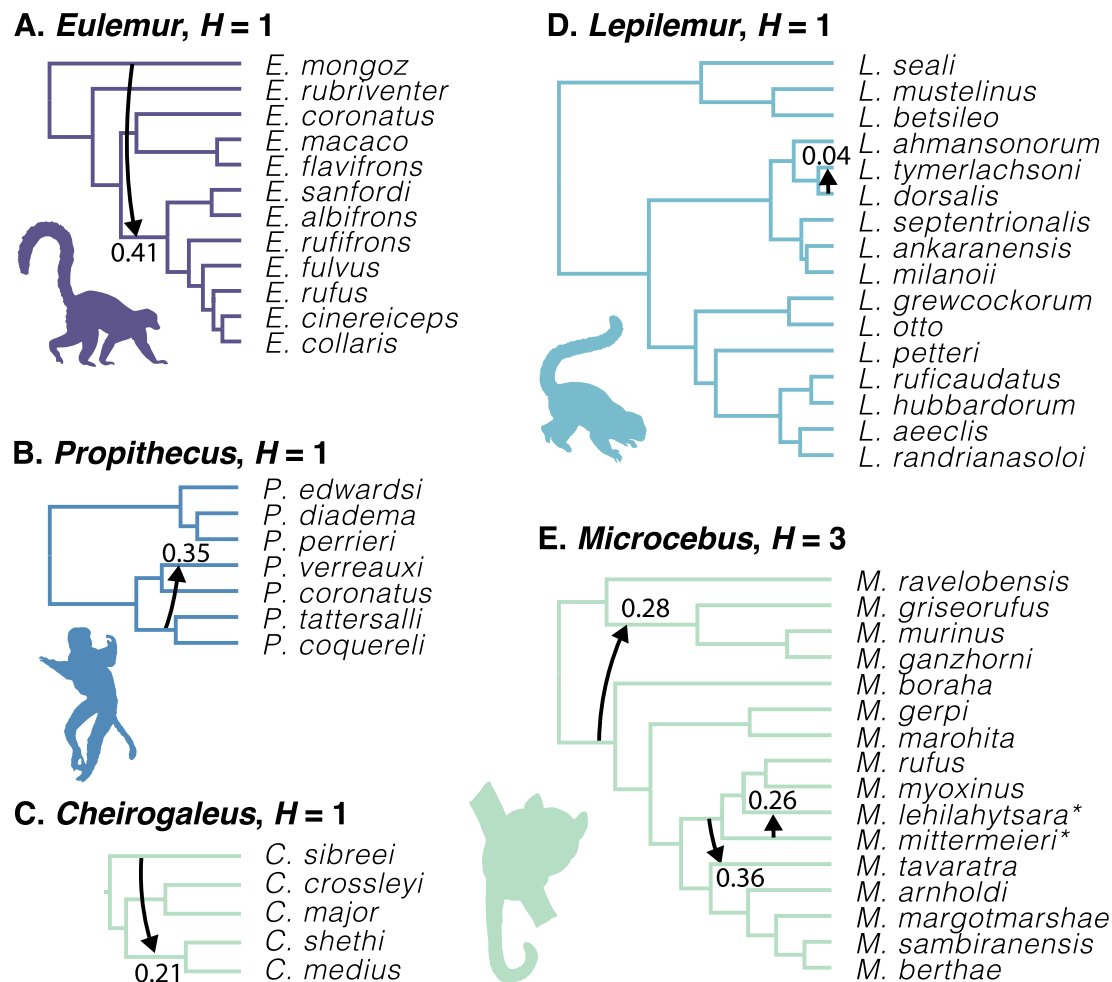 A. Eulemur, H = 1
E. mongoz
E. rubriventer
E. coronatus
E. macaco
E. flavifrons
E. sanfordi
E. albifrons
E. rufifrons
0.41
E. fulvus
E. rufus
E. cinereiceps
E. collaris
B. Propithecus, H = 1
P. edwardsi
P. diadema
P. perrieri
0.35
P. verreauxi
P. coronatus
P. tattersalli
P. coquereli
C. Cheirogaleus, H = 1
C. sibreei
C. crossleyi
C. major
C. shethi
C. medius
0.21
D. Lepilemur, H = 1
L. seali
L. mustelinus
L. betsileo
L. ahmansonorum
0.04
L. tymerlachsoni
L. dorsalis
L. septentrionalis
L. ankaranensis
L. milanoii
L. grewcockorum
L. otto
L. petteri
L. ruficaudatus
L. hubbardorum
L. aeeclis
L. randrianasoloi
E. Microcebus, H = 3
M. ravelobensis
0.28
M. griseorufus
M. murinus
M. ganzhorni
M. boraha
M. gerpi
M. marohita
M. rufus
M. myoxinus
0.26
M. lehilahytsara*
M. mittermeieri*
M. tavaratra
0.36
M. arnholdi
M. margotmarshae
M. sambiranensis
M. berthae